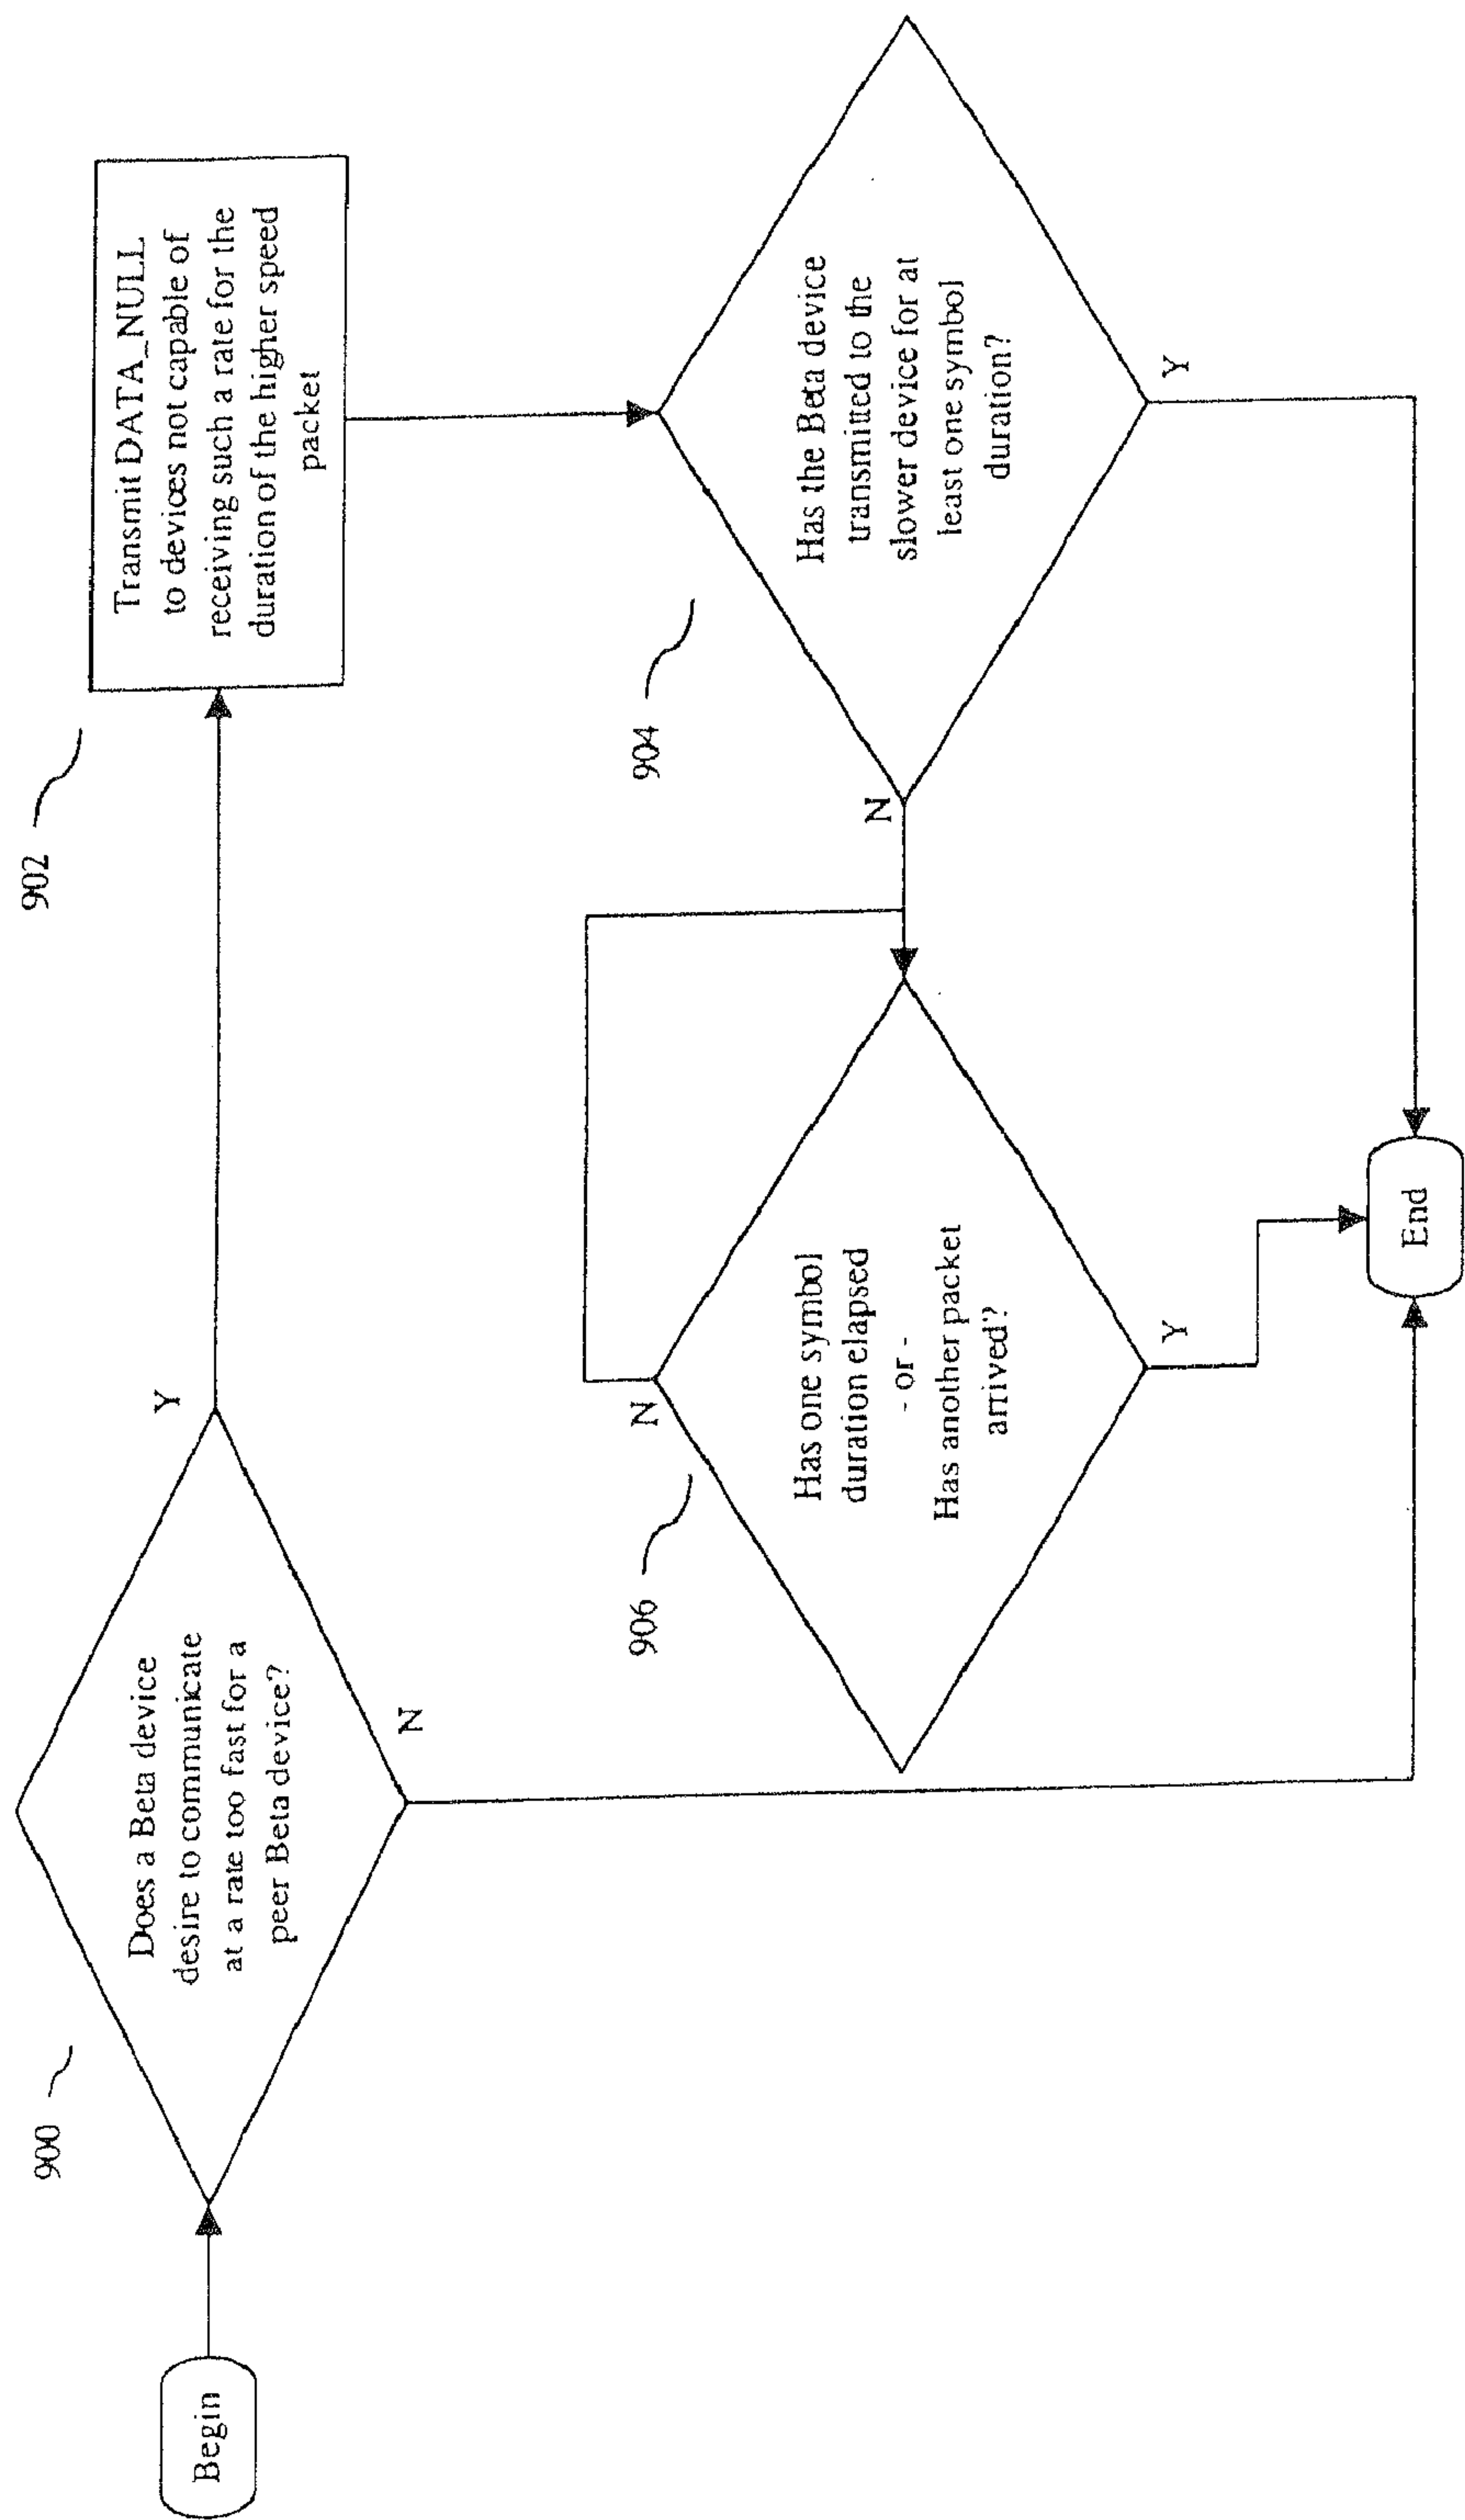 Begin
900
Does a Beta device
desire to communicate
at a rate too fast for a
peer Beta device?
Y
N
902
Transmit DATA_NULL
to devices not capable of
receiving such a rate for the
duration of the higher speed
packet
904
Has the Beta device
transmitted to the
slower device for at
least one symbol
duration?
N
Y
906
Has one symbol
duration elapsed
- or -
Has another packet
arrived?
N
Y
End